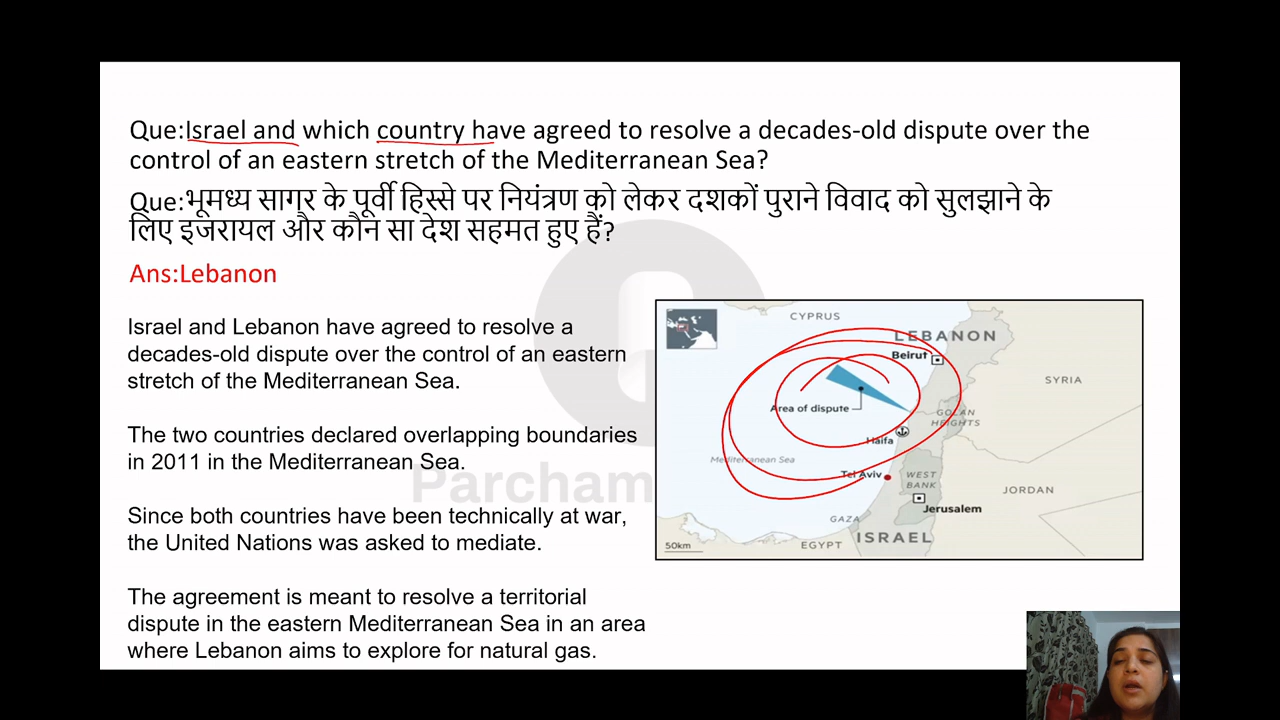 Que:Israel and which country have agreed to resolve a decades-old dispute over the
control of an eastern stretch of the Mediterranean Sea?
Que:भूमध्य सागर के पूर्वी हिस्से पर नियंत्रण को लेकर दशकों पुराने विवाद को सुलझाने के
लिए इजरायल और कौन सा देश सहमत हुए हैं?
Ans:Lebanon
Israel and Lebanon have agreed to resolve a
decades-old dispute over the control of an eastern
stretch of the Mediterranean Sea.
The two countries declared overlapping boundaries
in 2011 in the Mediterranean Sea.
Since both countries have been technically at war,
the United Nations was asked to mediate.
The agreement is meant to resolve a territorial
dispute in the eastern Mediterranean Sea in an area
where Lebanon aims to explore for natural gas.
Parcham
CYPRUS
LEBANON
Beirut
SYRIA
Area of dispute
GOLAN
HEIGHTS
Haifa
Mediterranean Sea
Tel Aviv
WEST
BANK
JORDAN
Jerusalem
GAZA
ISRAEL
EGYPT
50km